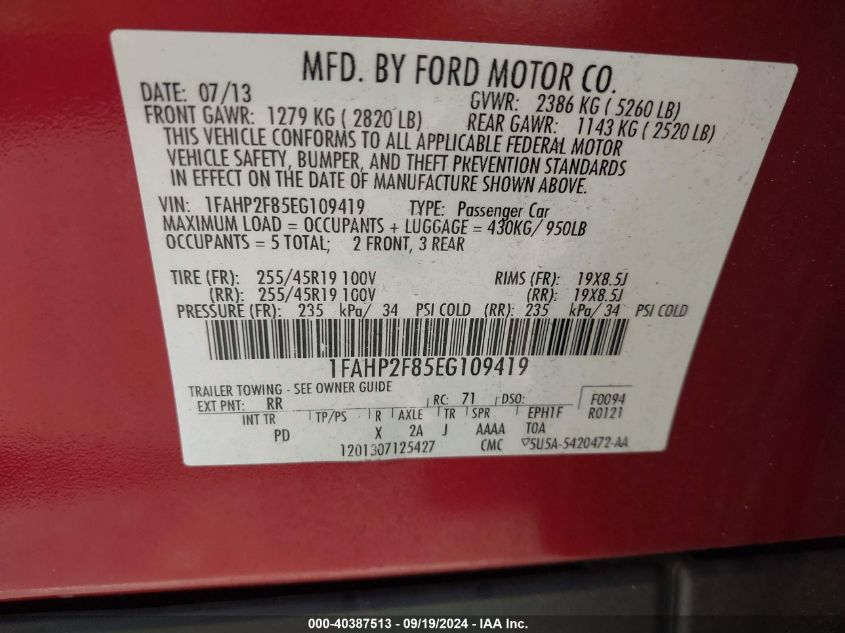 MFD. BY FORD MOTOR CO.
DATE: 07/13 GVWR: 2386 KG ( 5260 LB)
FRONT GAWR: 1279 KG ( 2820 LB) REAR GAWR: 1143 KG ( 2520 LB)
THIS VEHICLE CONFORMS TO ALL APPLICABLE FEDERAL MOTOR
VEHICLE SAFETY, BUMPER, AND THEFT PREVENTION STANDARDS
IN EFFECT ON THE DATE OF MANUFACTURE SHOWN ABOVE.
VIN: 1FAHP2F85EG109419 TYPE: Passenger Car
MAXIMUM LOAD = OCCUPANTS + LUGGAGE = 430KG/ 950LB
OCCUPANTS = 5 TOTAL; 2 FRONT, 3 REAR
TIRE (FR): 255/45R19 100V RIMS (FR): 19X8.5J
(RR): 255/45R19 100V (RR): 19X8.5J
PRESSURE (FR): 235 kPa/ 34 PSI COLD (RR): 235 kPa/ 34 PSI COLD
1FAHP2F85EG109419
TRAILER TOWING - SEE OWNER GUIDE
EXT PNT: RR RC: 71 DSO: F0094
INT TR TP/PS R AXLE TR SPR EPH1F R0121
PD X 2A J AAAA TOA
1201307125427 CMC 5U5A-5420472-AA
000-40387513 - 09/19/2024 - IAA Inc.